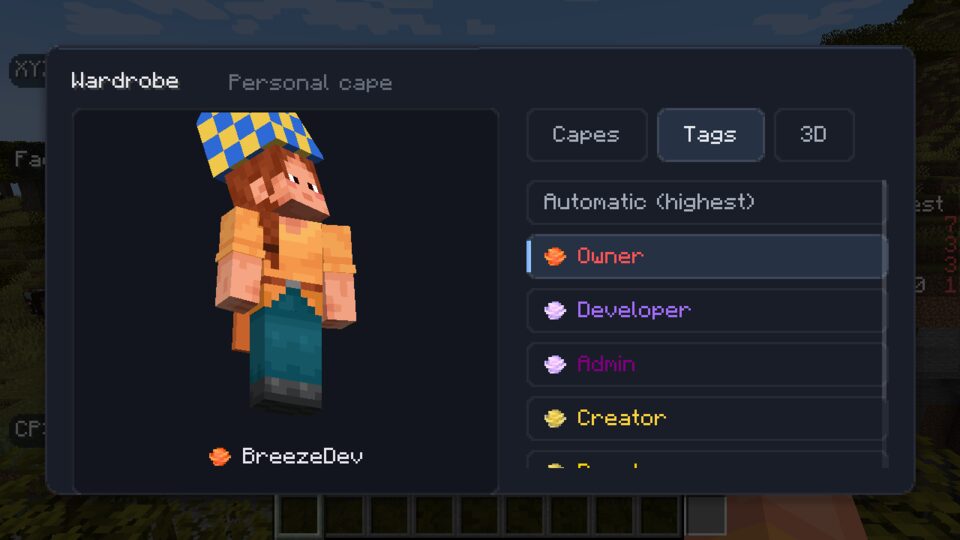 Wardrobe Personal cape
Capes Tags 3D
Automatic (highest)
Owner
Developer
Admin
Creator
BreezeDev